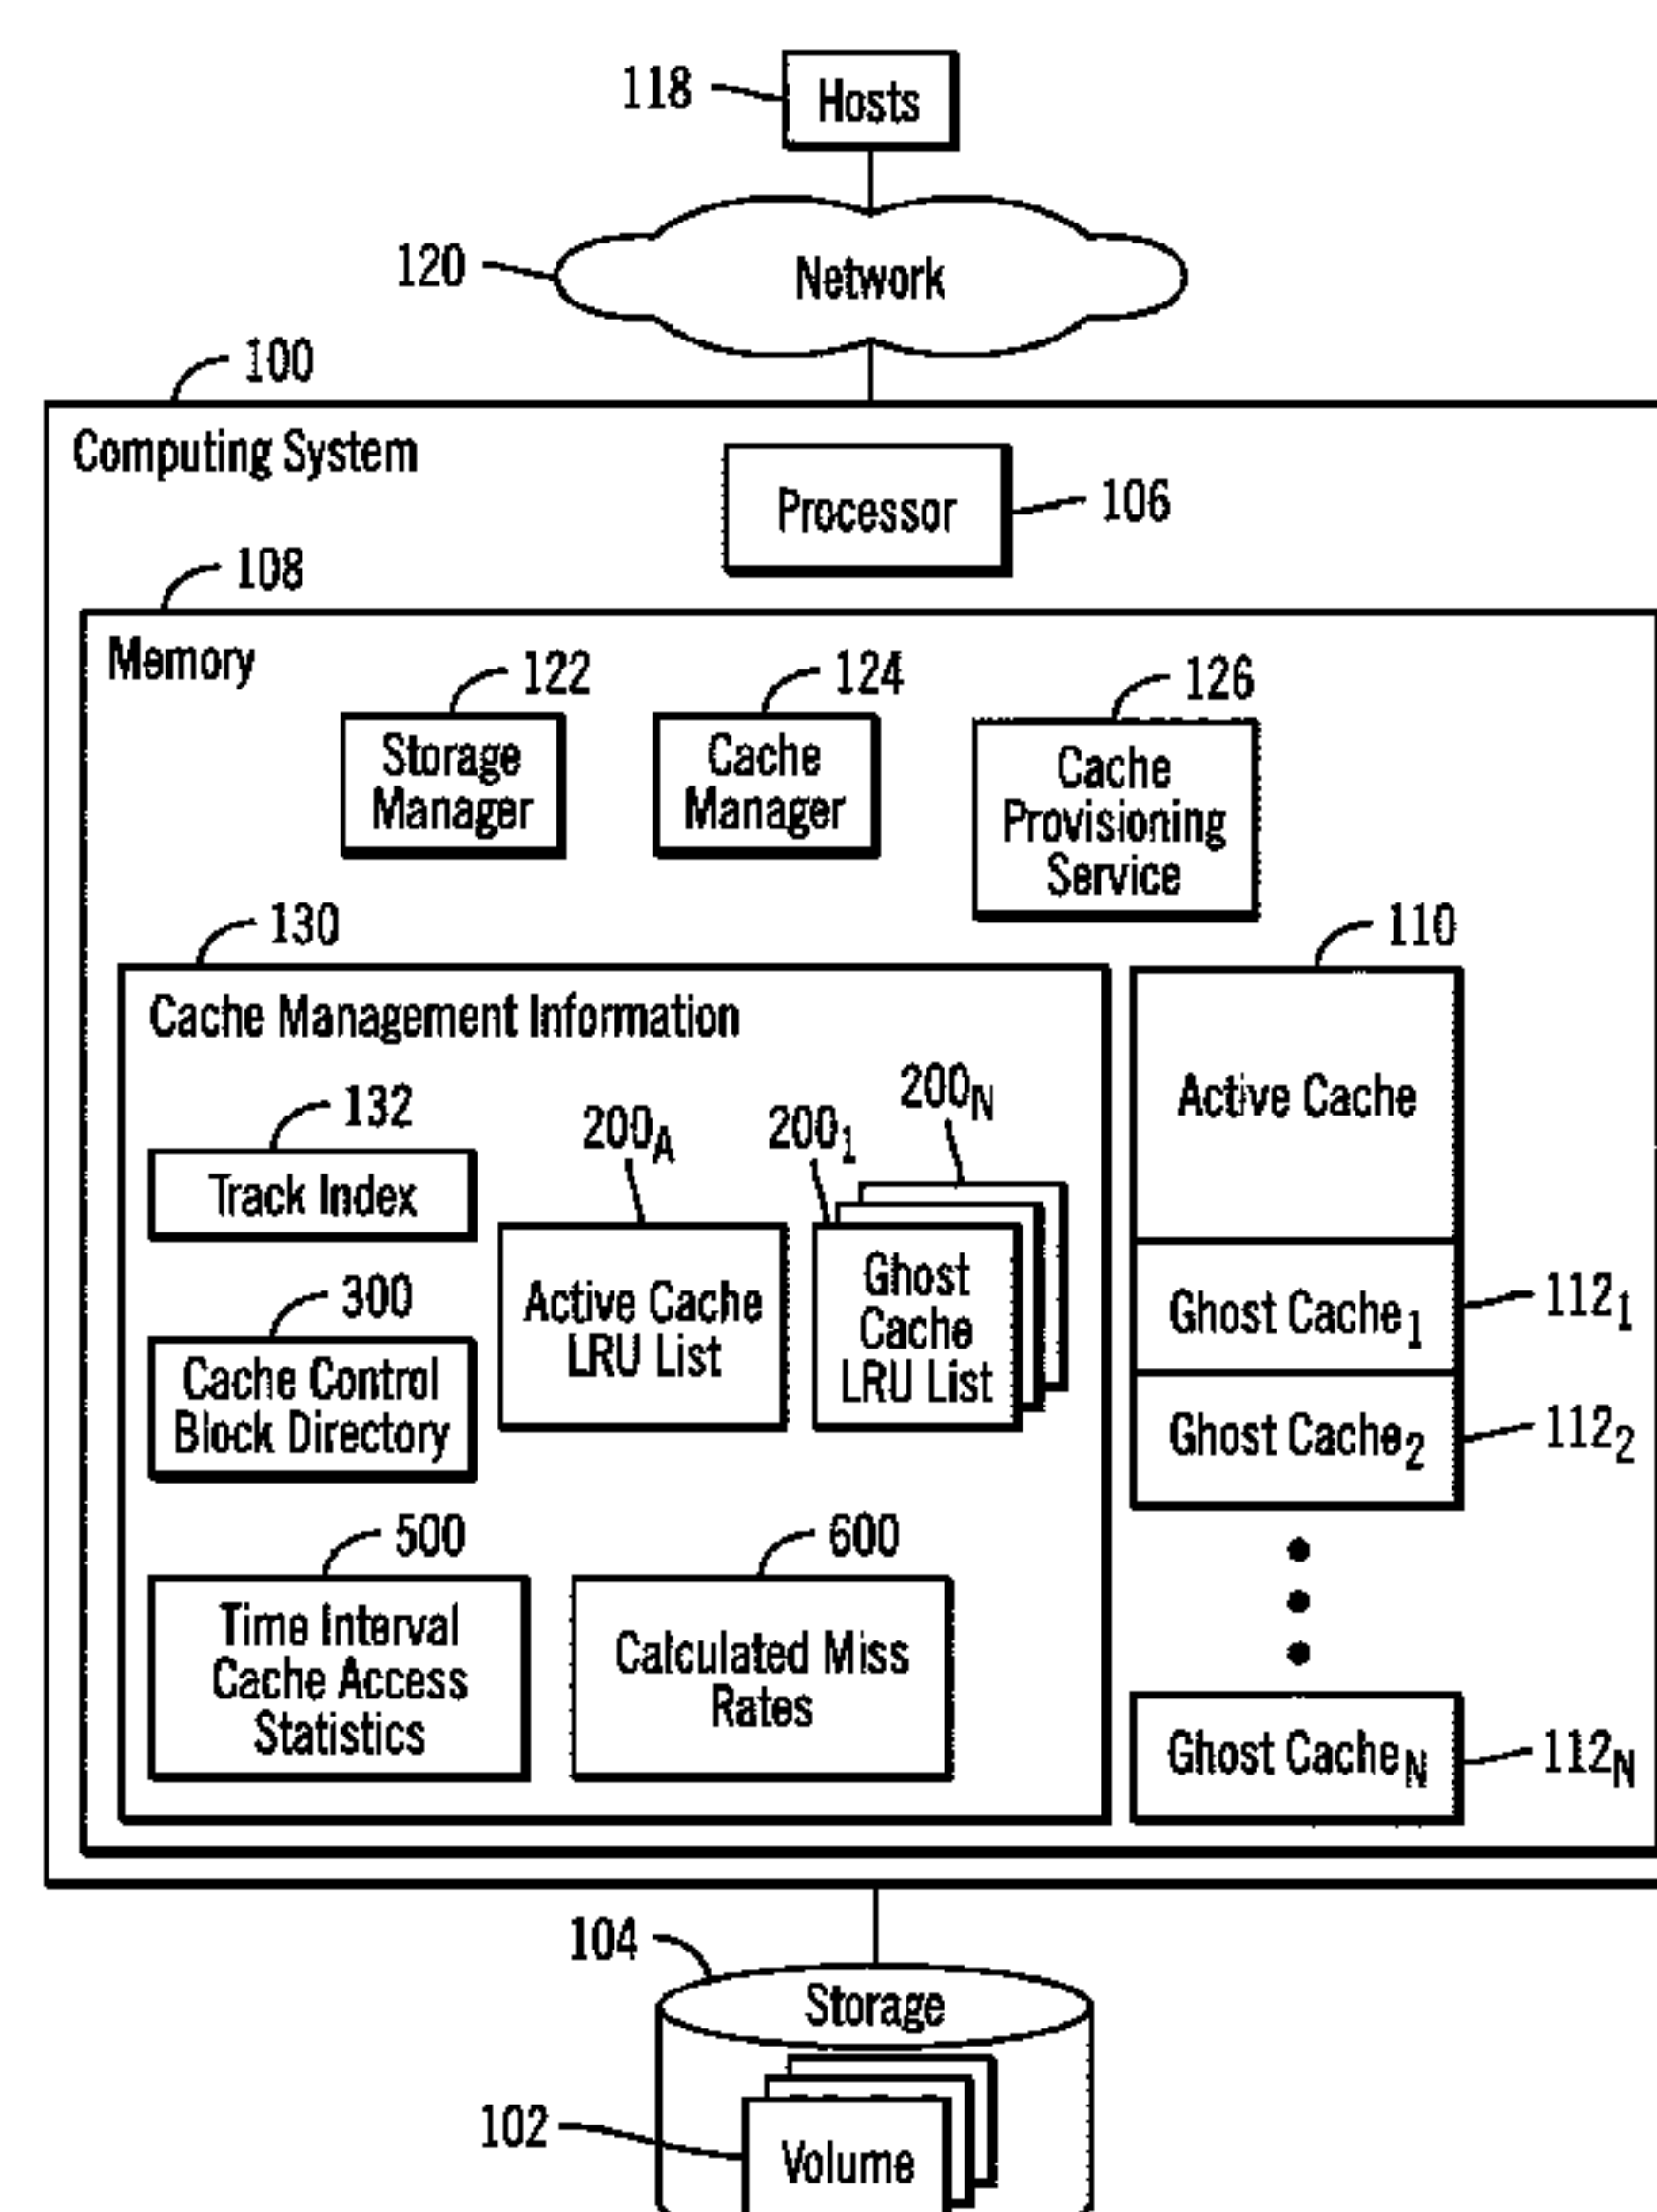 118
Hosts
120
Network
100
Computing System
Processor
106
108
Memory
122
124
126
Storage
Manager
Cache
Manager
Cache
Provisioning
Service
130
110
Cache Management Information
Active Cache
132
200A
2001
200N
Track Index
Active Cache
LRU List
Ghost
Cache
LRU List
Ghost Cache1
1121
300
Cache Control
Block Directory
Ghost Cache2
1122
500
600
Time Interval
Cache Access
Statistics
Calculated Miss
Rates
Ghost CacheN
112N
104
Storage
102
Volume